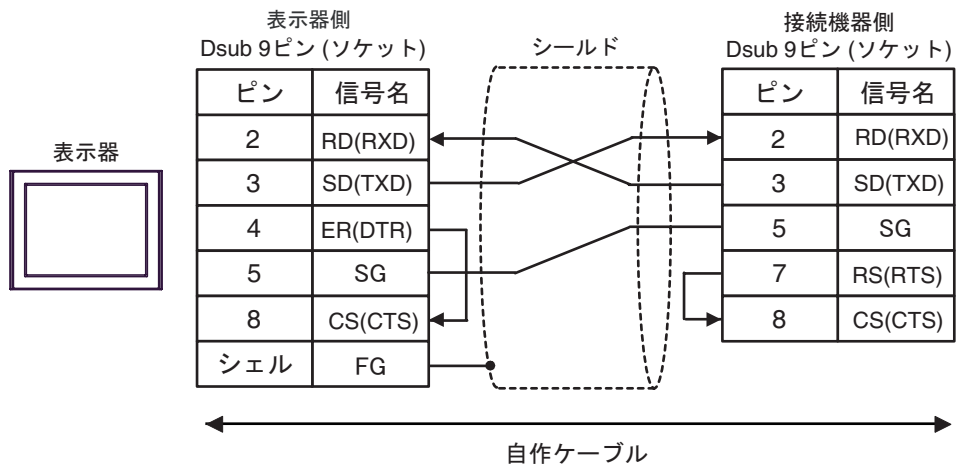 表示器側
Dsub 9ピン (ソケット)
シールド
接続機器側
Dsub 9ピン (ソケット)
表示器
ピン 信号名
2 RD(RXD)
3 SD(TXD)
4 ER(DTR)
5 SG
8 CS(CTS)
シェル FG
ピン 信号名
2 RD(RXD)
3 SD(TXD)
5 SG
7 RS(RTS)
8 CS(CTS)
自作ケーブル